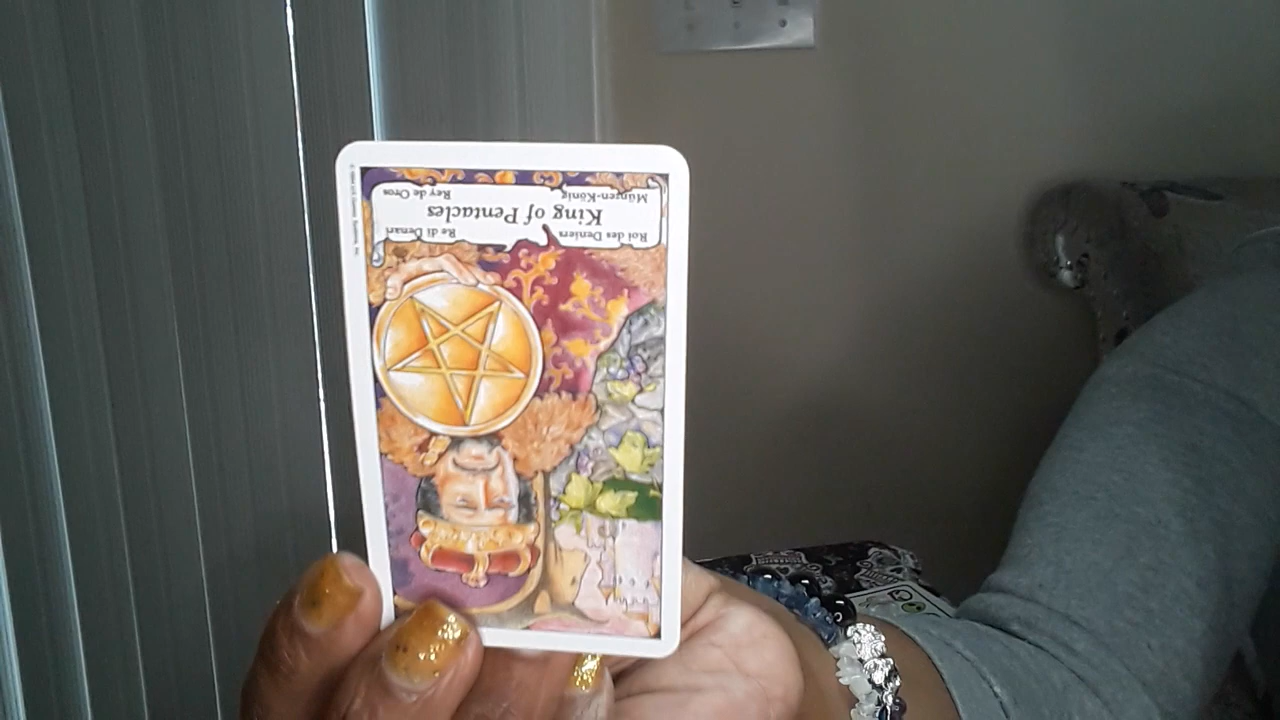 Roi des Deniers Re di Denari
King of Pentacles
Münzen-König Rey de Oros